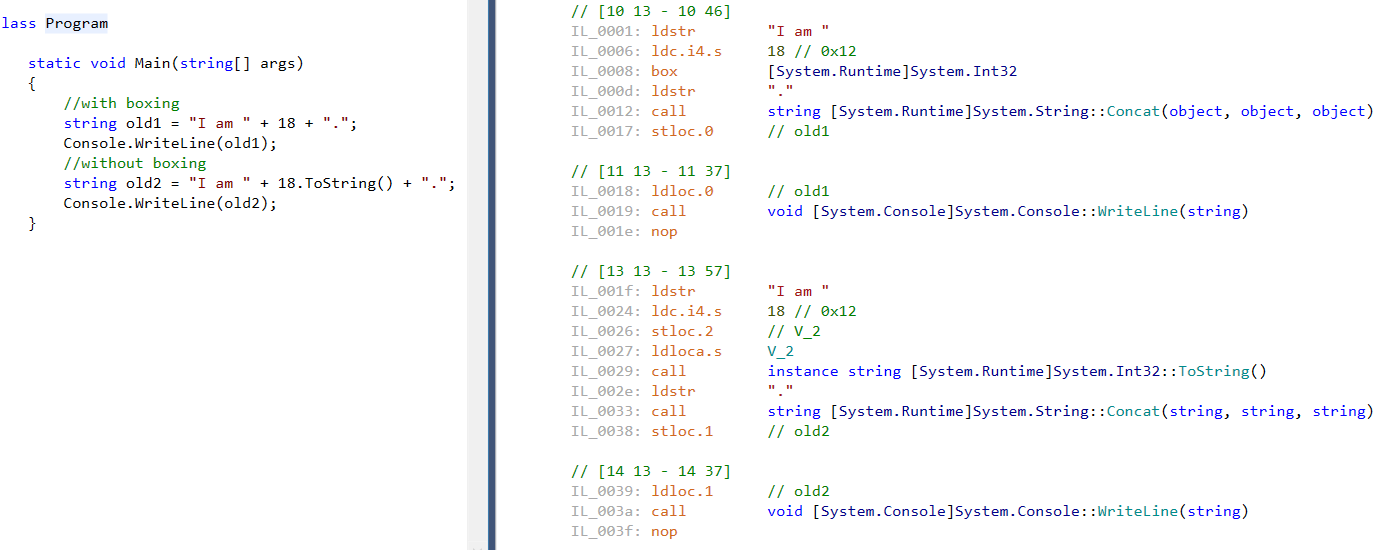 lass Program
static void Main(string[] args)
{
//with boxing
string old1 = "I am " + 18 + ".";
Console.WriteLine(old1);
//without boxing
string old2 = "I am " + 18.ToString() + ".";
Console.WriteLine(old2);
}
// [10 13 - 10 46]
IL_0001: ldstr "I am "
IL_0006: ldc.i4.s 18 // 0x12
IL_0008: box [System.Runtime]System.Int32
IL_000d: ldstr "."
IL_0012: call string [System.Runtime]System.String::Concat(object, object, object)
IL_0017: stloc.0 // old1
// [11 13 - 11 37]
IL_0018: ldloc.0 // old1
IL_0019: call void [System.Console]System.Console::WriteLine(string)
IL_001e: nop
// [13 13 - 13 57]
IL_001f: ldstr "I am "
IL_0024: ldc.i4.s 18 // 0x12
IL_0026: stloc.2 // V_2
IL_0027: ldloca.s V_2
IL_0029: call instance string [System.Runtime]System.Int32::ToString()
IL_002e: ldstr "."
IL_0033: call string [System.Runtime]System.String::Concat(string, string, string)
IL_0038: stloc.1 // old2
// [14 13 - 14 37]
IL_0039: ldloc.1 // old2
IL_003a: call void [System.Console]System.Console::WriteLine(string)
IL_003f: nop